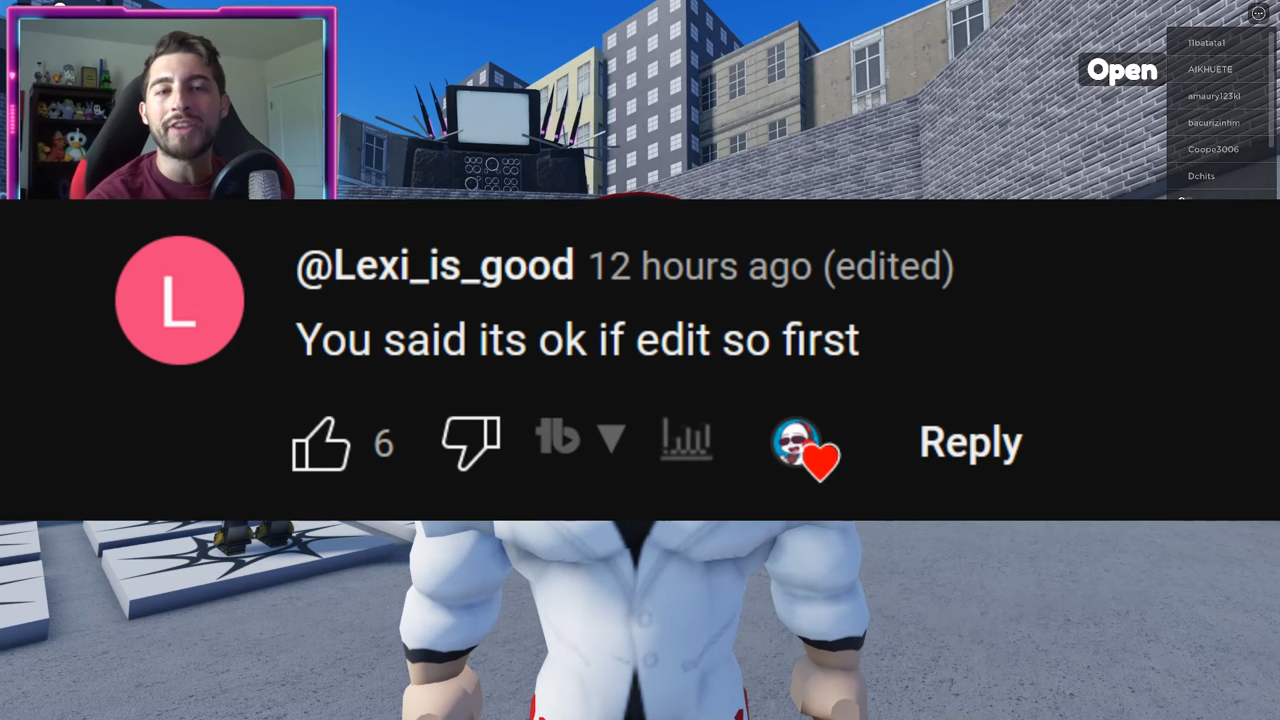 Open
11batata1
AIKHUETE
amaury123kl
bacurizinhm
Coope3006
Dchits
@Lexi_is_good 12 hours ago (edited)
L
You said its ok if edit so first
6
tb
Reply